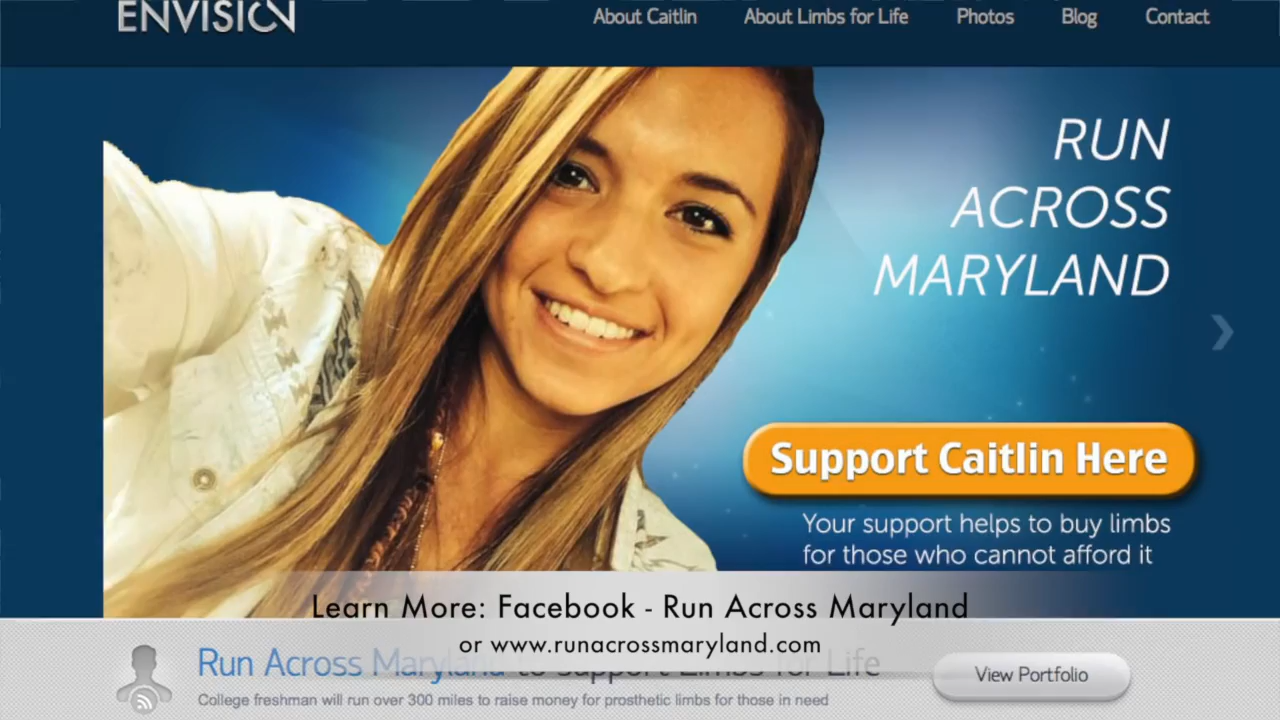 ENVISION
About Caitlin About Limbs for Life Photos Blog Contact
RUN
ACROSS
MARYLAND
Support Caitlin Here
Your support helps to buy limbs
for those who cannot afford it
Learn More: Facebook - Run Across Maryland
or www.runacrossmaryland.com
Run Across Maryland to support Limbs for Life
College freshman will run over 300 miles to raise money for prosthetic limbs for those in need
View Portfolio